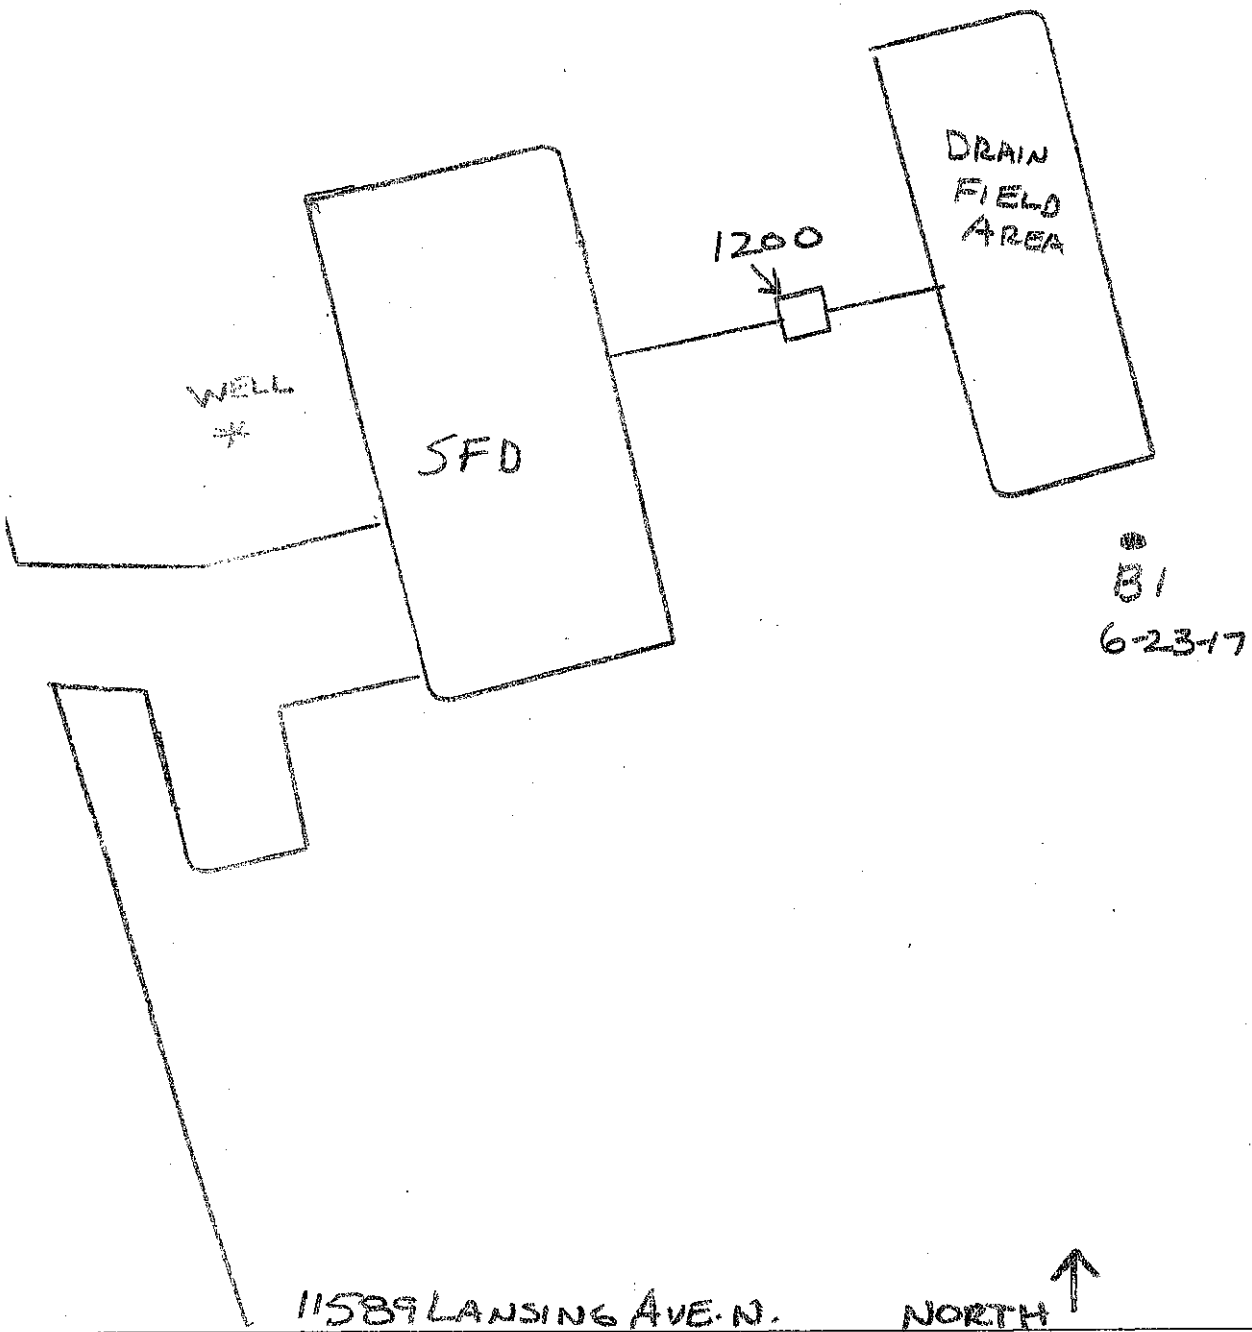 DRAIN
FIELD
AREA
1200
WELL
SFD
B1
6-23-17
11589 LANSING AVE. N.
NORTH